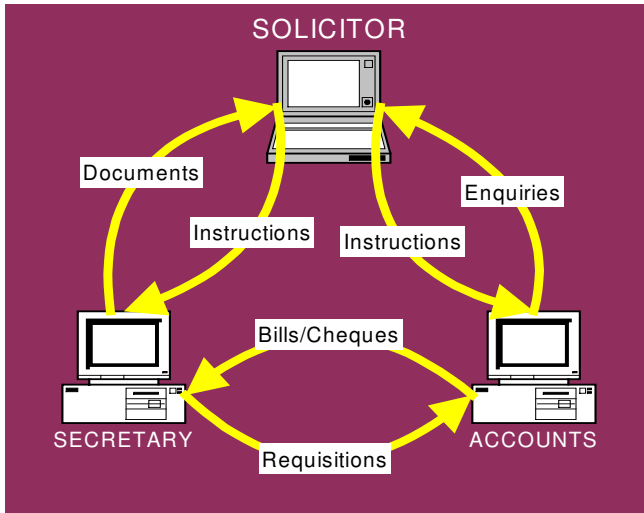 SOLICITOR
Documents
Enquiries
Instructions
Instructions
Bills/Cheques
SECRETARY
ACCOUNTS
Requisitions